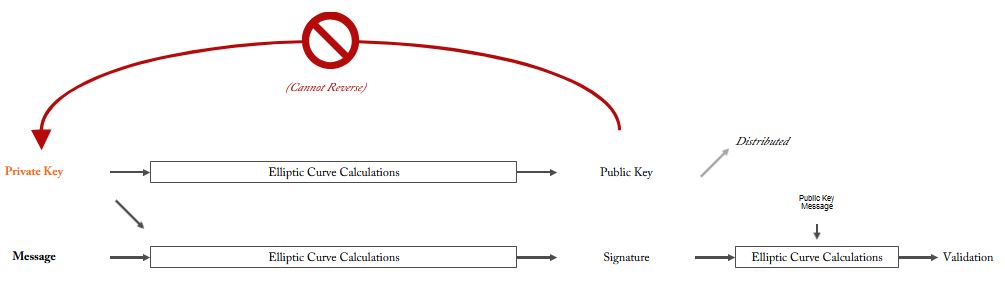 (Cannot Reverse)
Distributed
Private Key
Elliptic Curve Calculations
Public Key
Public Key
Message
Message
Elliptic Curve Calculations
Signature
Elliptic Curve Calculations
Validation